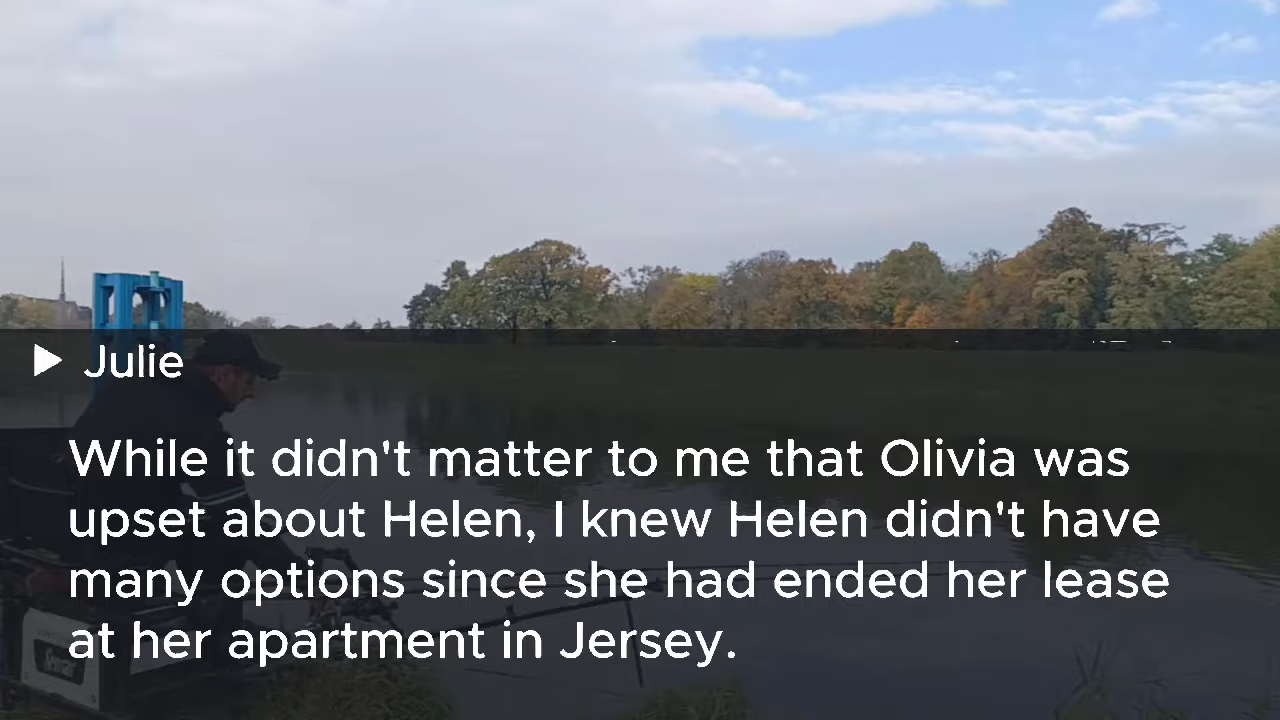 Julie
While it didn't matter to me that Olivia was
upset about Helen, I knew Helen didn't have
many options since she had ended her lease
at her apartment in Jersey.